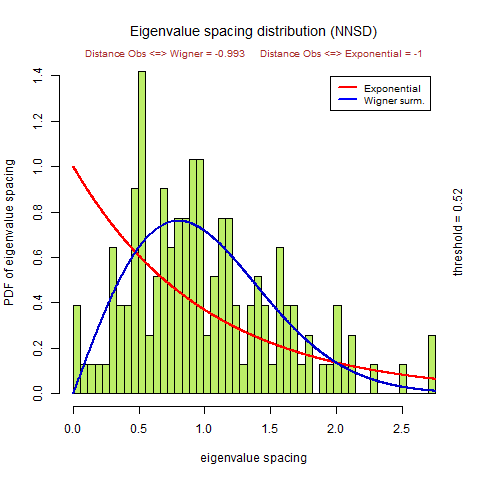 Eigenvalue spacing distribution (NNSD)
Distance Obs <=> Wigner = -0.993 Distance Obs <=> Exponential = -1
Exponential
Wigner surm.
PDF of eigenvalue spacing
1.4
1.2
1.0
0.8
0.6
0.4
0.2
0.0
threshold = 0.52
0.0 0.5 1.0 1.5 2.0 2.5
eigenvalue spacing